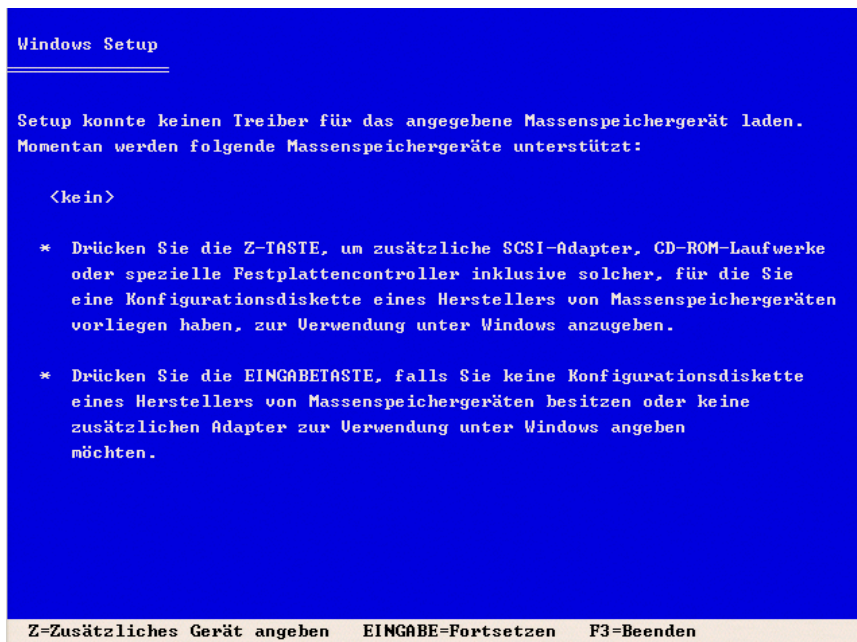 Windows Setup
Setup konnte keinen Treiber für das angegebene Massenspeichergerät laden.
Momentan werden folgende Massenspeichergeräte unterstützt:
<kein>
* Drücken Sie die Z-TASTE, um zusätzliche SCSI-Adapter, CD-ROM-Laufwerke
oder spezielle Festplattencontroller inklusive solcher, für die Sie
eine Konfigurationsdiskette eines Herstellers von Massenspeichergeräten
vorliegen haben, zur Verwendung unter Windows anzugeben.
* Drücken Sie die EINGABETASTE, falls Sie keine Konfigurationsdiskette
eines Herstellers von Massenspeichergeräten besitzen oder keine
zusätzlichen Adapter zur Verwendung unter Windows angeben
möchten.
Z=Zusätzliches Gerät angeben EINGABE=Fortsetzen F3=Beenden